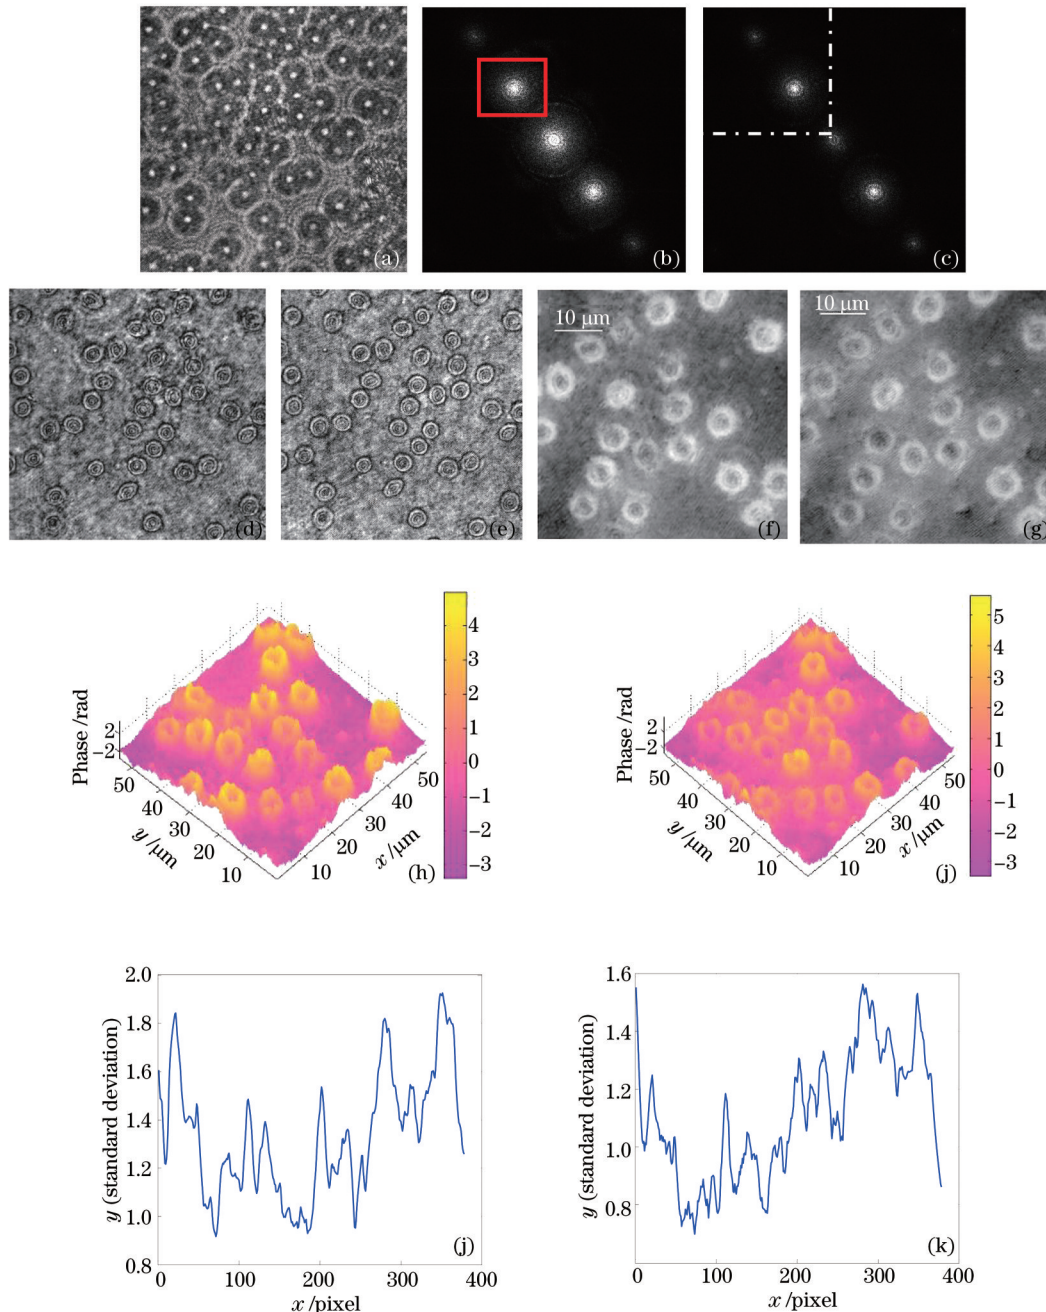 (a)
(b)
(c)
(d)
(e)
10 μm
(f)
10 μm
(g)
Phase /rad
2
−2
50
40
30
20
10
y /μm
10
20
30
40
50
x /μm
4
3
2
1
0
−1
−2
−3
(h)
Phase /rad
2
−2
50
40
30
20
10
y /μm
10
20
30
40
50
x /μm
5
4
3
2
1
0
−1
−2
−3
(j)
y (standard deviation)
2.0
1.8
1.6
1.4
1.2
1.0
0.8
0 100 200 300 400
x /pixel
(j)
y (standard deviation)
1.6
1.4
1.2
1.0
0.8
0 100 200 300 400
x /pixel
(k)